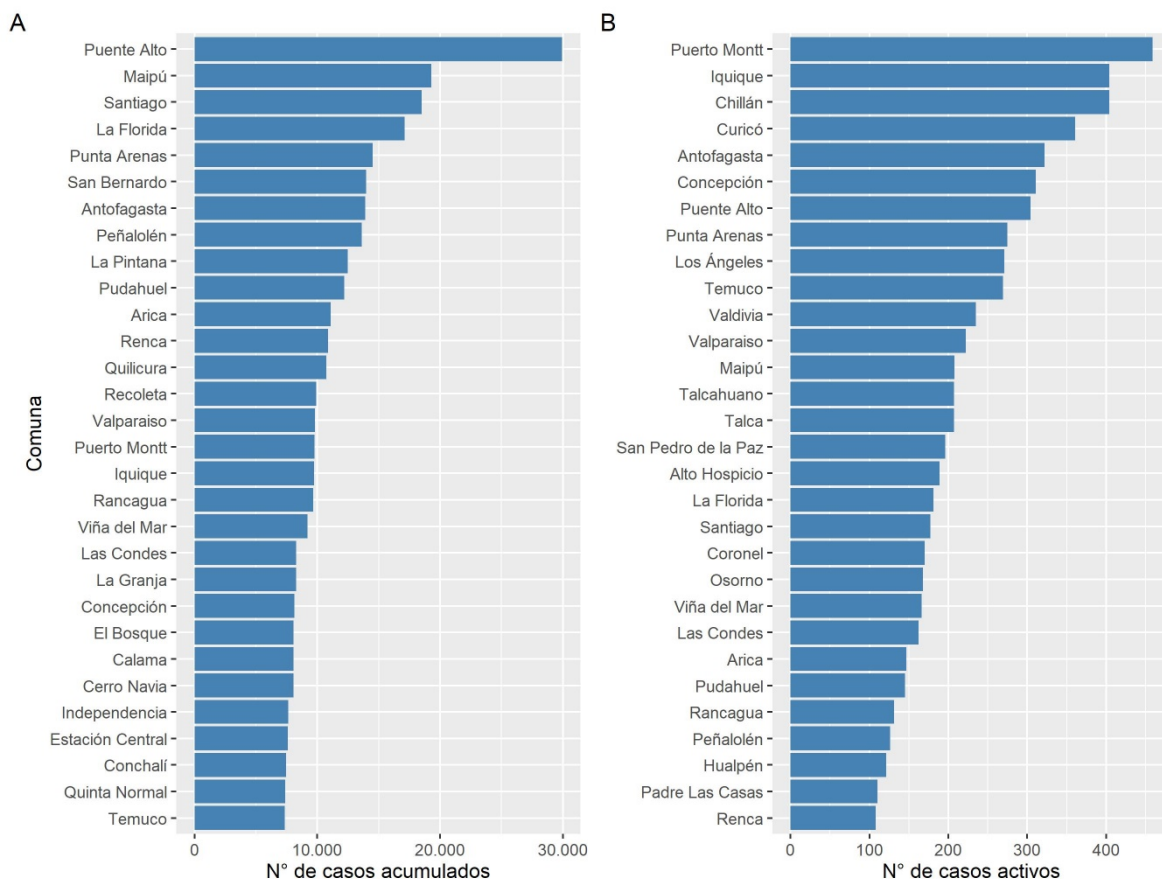 A
Puente Alto
Maipú
Santiago
La Florida
Punta Arenas
San Bernardo
Antofagasta
Peñalolén
La Pintana
Pudahuel
Arica
Renca
Quilicura
Recoleta
Valparaiso
Puerto Montt
Iquique
Rancagua
Viña del Mar
Las Condes
La Granja
Concepción
El Bosque
Calama
Cerro Navia
Independencia
Estación Central
Conchalí
Quinta Normal
Temuco
Comuna
0
10.000
20.000
30.000
N° de casos acumulados
B
Puerto Montt
Iquique
Chillán
Curicó
Antofagasta
Concepción
Puente Alto
Punta Arenas
Los Ángeles
Temuco
Valdivia
Valparaiso
Maipú
Talcahuano
Talca
San Pedro de la Paz
Alto Hospicio
La Florida
Santiago
Coronel
Osorno
Viña del Mar
Las Condes
Arica
Pudahuel
Rancagua
Peñalolén
Hualpén
Padre Las Casas
Renca
0
100
200
300
400
N° de casos activos